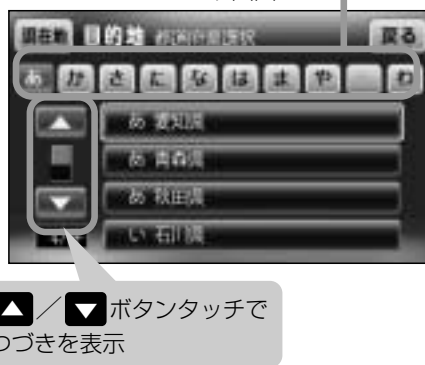 現在地 目的地 都道府県選択 戻る
あ か さ た な は ま や わ
あ 愛知県
あ 青森県
あ 秋田県
い 石川県
▲／▼ボタンタッチで
つづきを表示